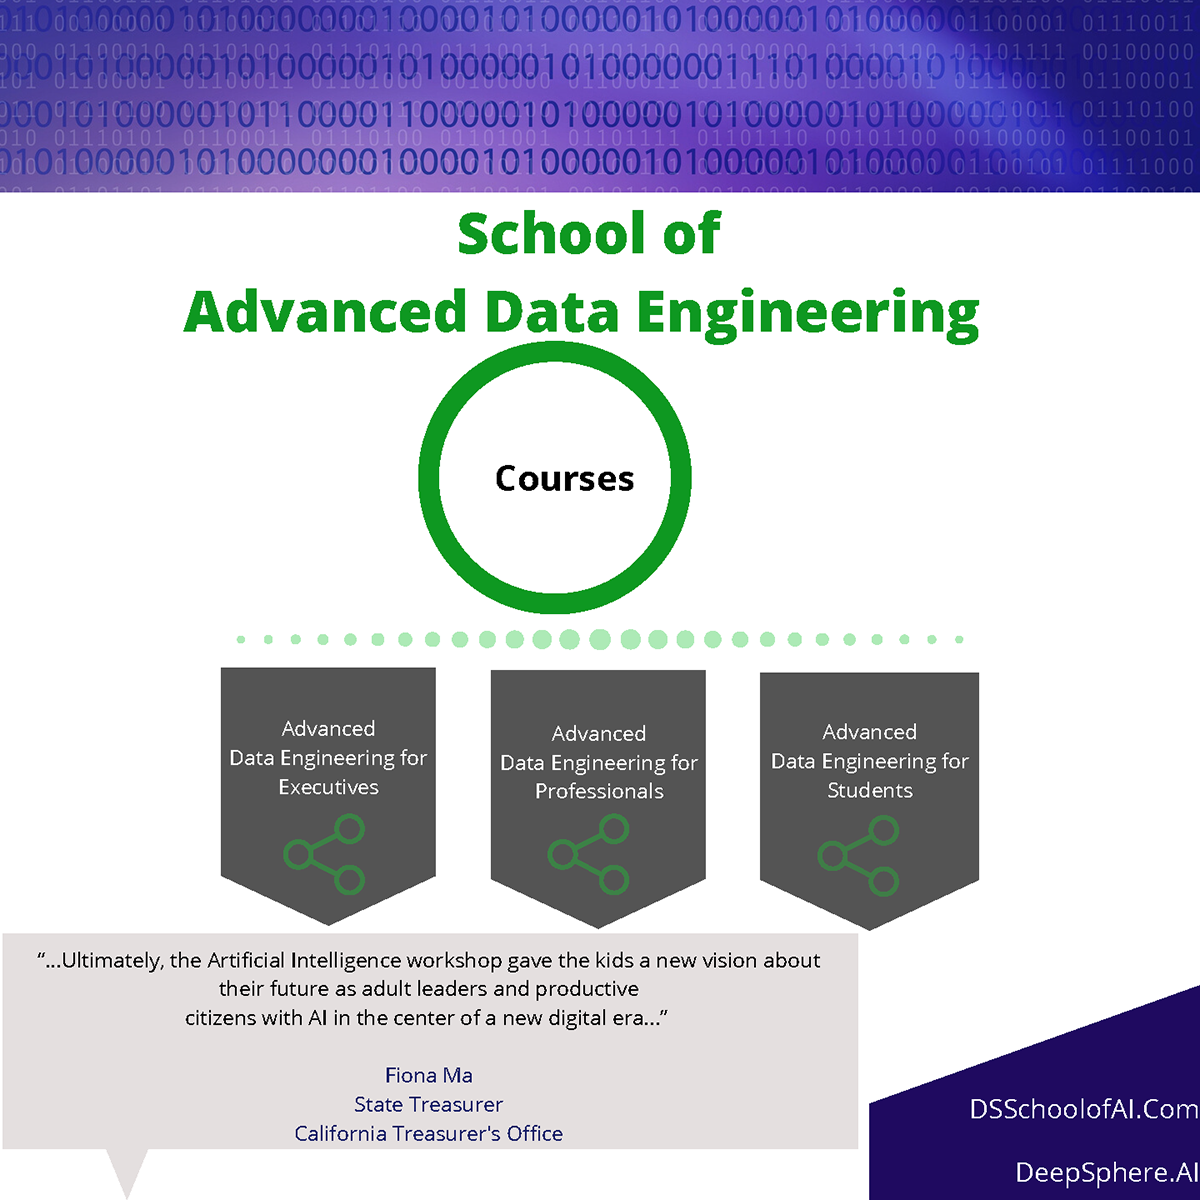 School of
Advanced Data Engineering
Courses
Advanced
Data Engineering for
Executives
Advanced
Data Engineering for
Professionals
Advanced
Data Engineering for
Students
“...Ultimately, the Artificial Intelligence workshop gave the kids a new vision about
their future as adult leaders and productive
citizens with AI in the center of a new digital era...”
Fiona Ma
State Treasurer
California Treasurer's Office
DSSchoolofAI.Com
DeepSphere.AI